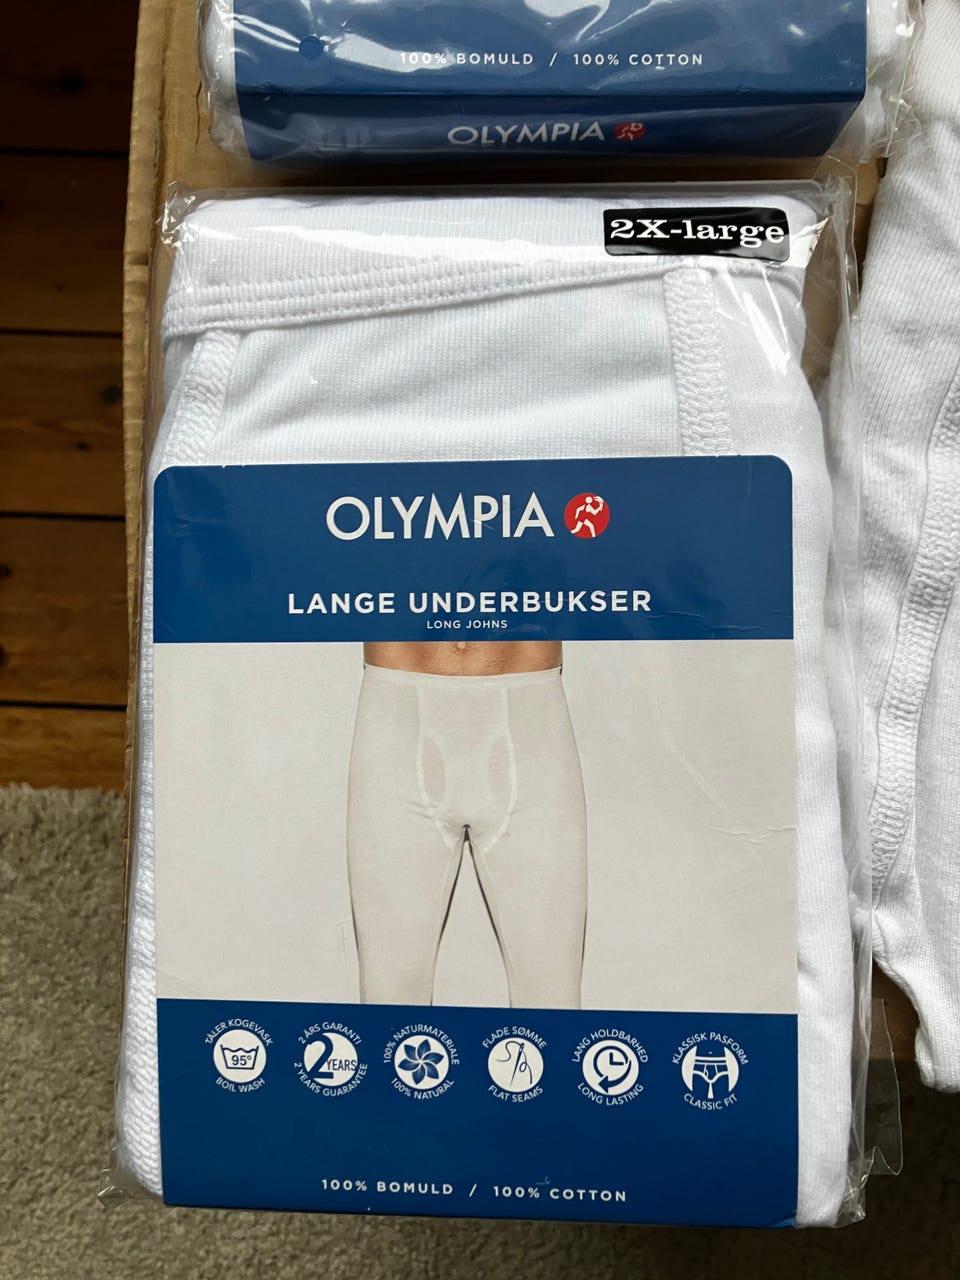 100% BOMULD / 100% COTTON
OLYMPIA
2X-large
OLYMPIA
LANGE UNDERBUKSER
LONG JOHNS
TÅLER KOGEVASK
95°
BOIL WASH
2 ÅRS GARANTI
2 YEARS
2 YEARS GUARANTEE
100% NATURMATERIALE
100% NATURAL
FLADE SØMME
FLAT SEAMS
LANG HOLDBARHED
LONG LASTING
KLASSISK PASFORM
CLASSIC FIT
100% BOMULD / 100% COTTON